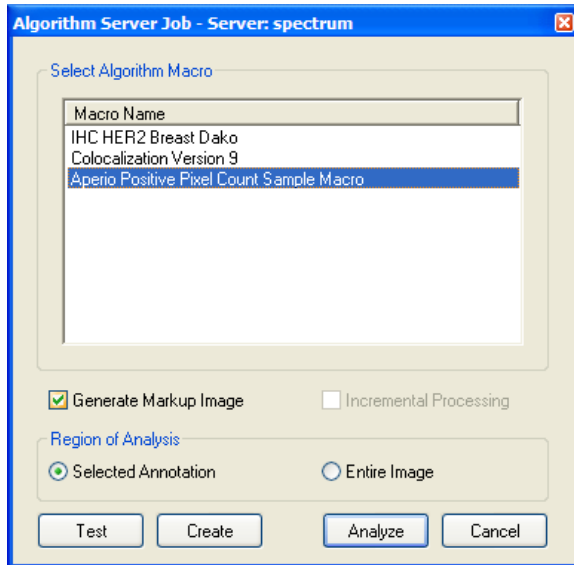 Algorithm Server Job - Server: spectrum
Select Algorithm Macro
Macro Name
IHC HER2 Breast Dako
Colocalization Version 9
Aperio Positive Pixel Count Sample Macro
Generate Markup Image Incremental Processing
Region of Analysis
Selected Annotation Entire Image
Test Create Analyze Cancel